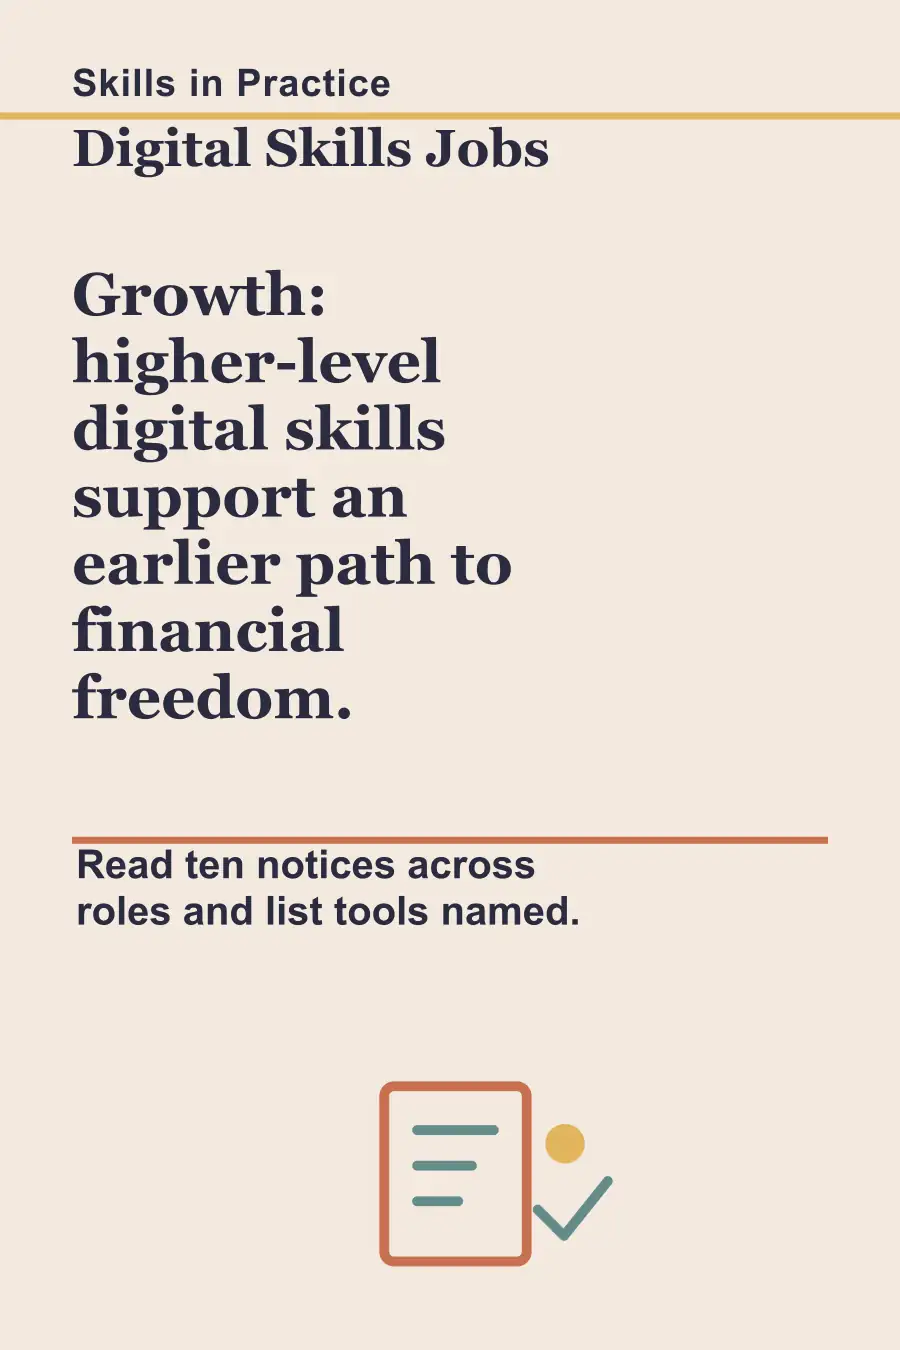 Skills in Practice
Digital Skills Jobs
Growth:
higher-level
digital skills
support an
earlier path to
financial
freedom.
Read ten notices across
roles and list tools named.